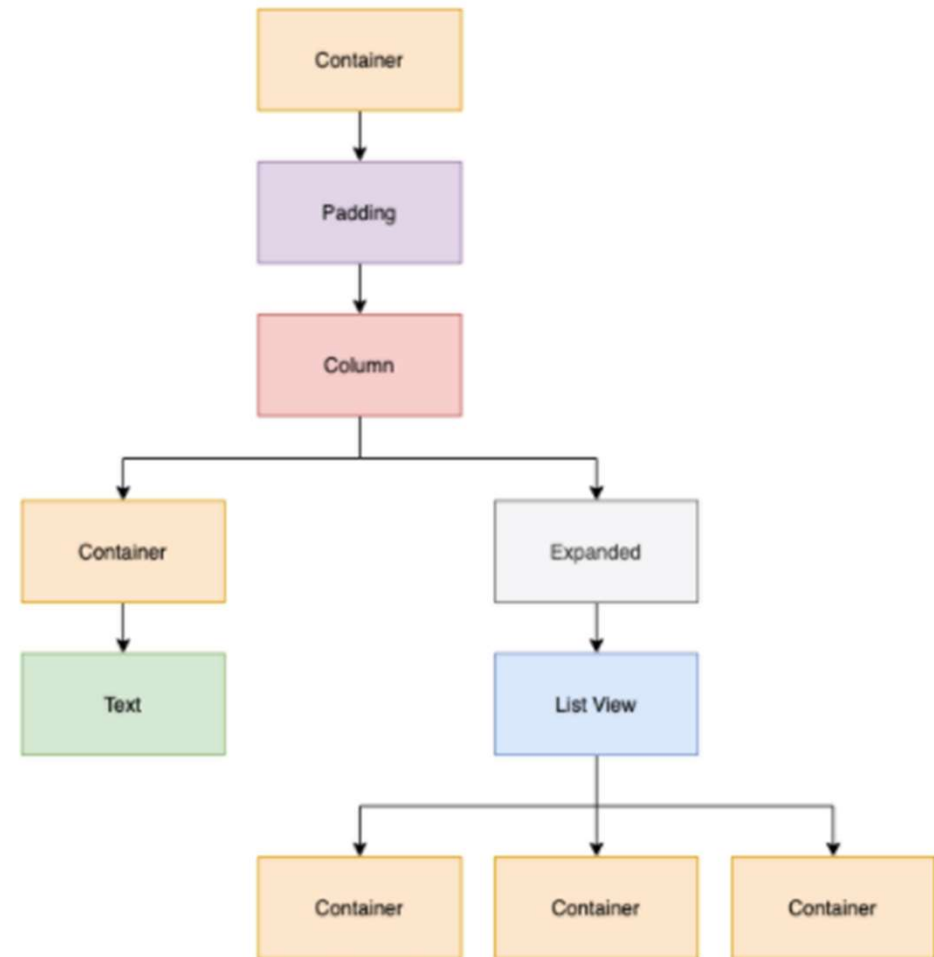 Container
Padding
Column
Container
Expanded
Text
List View
Container
Container
Container